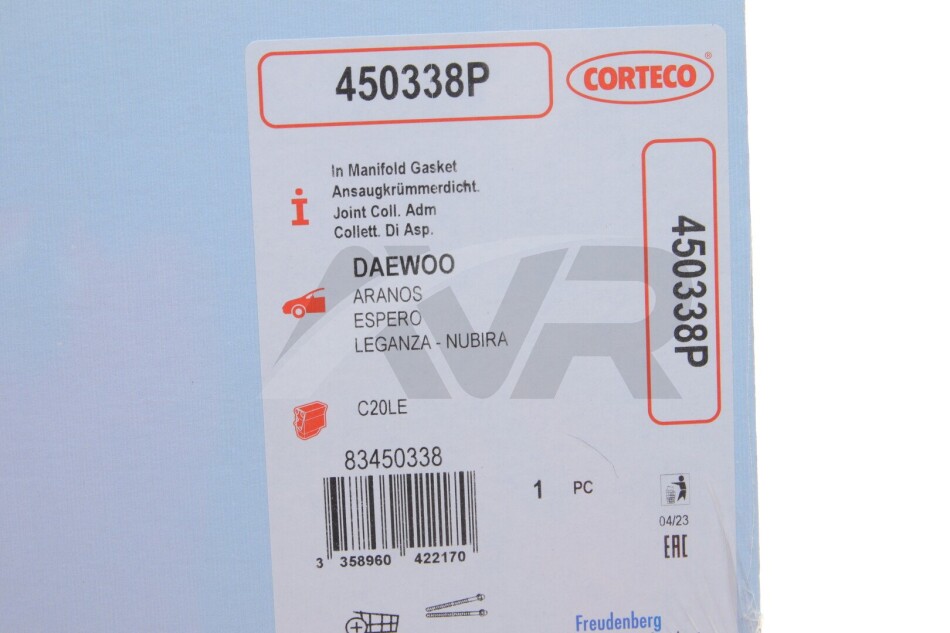 450338P
CORTECO®
In Manifold Gasket
Ansaugkrümmerdicht.
Joint Coll. Adm
Collett. Di Asp.
450338P
DAEWOO
ARANOS
ESPERO
LEGANZA - NUBIRA
AVR
C20LE
83450338
1 PC
3 358960 422170
04/23
EAC
Freudenberg